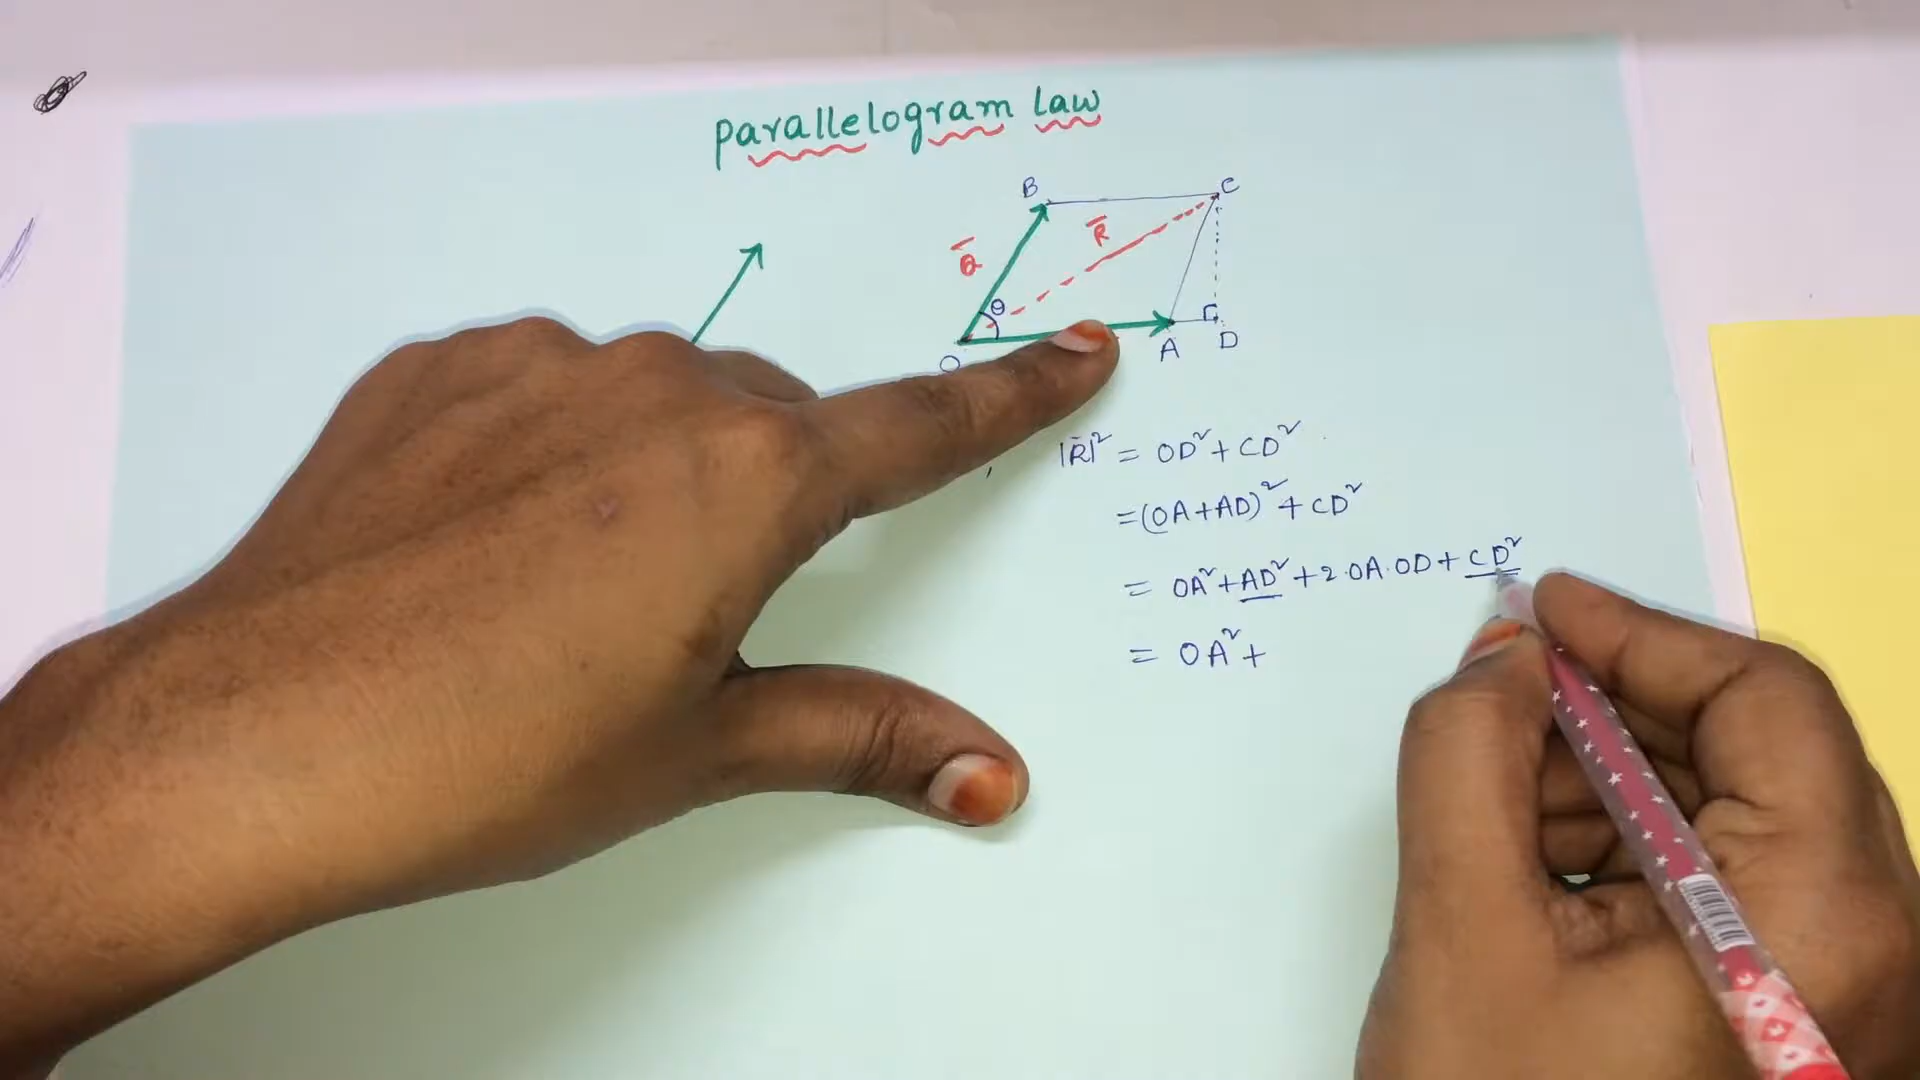 parallelogram law
B
C
Q̅
R̅
θ
O
A
D
|R̅|² = OD² + CD²
= (OA+AD)² + CD²
= OA² + AD² + 2·OA·OD + CD²
= OA² +